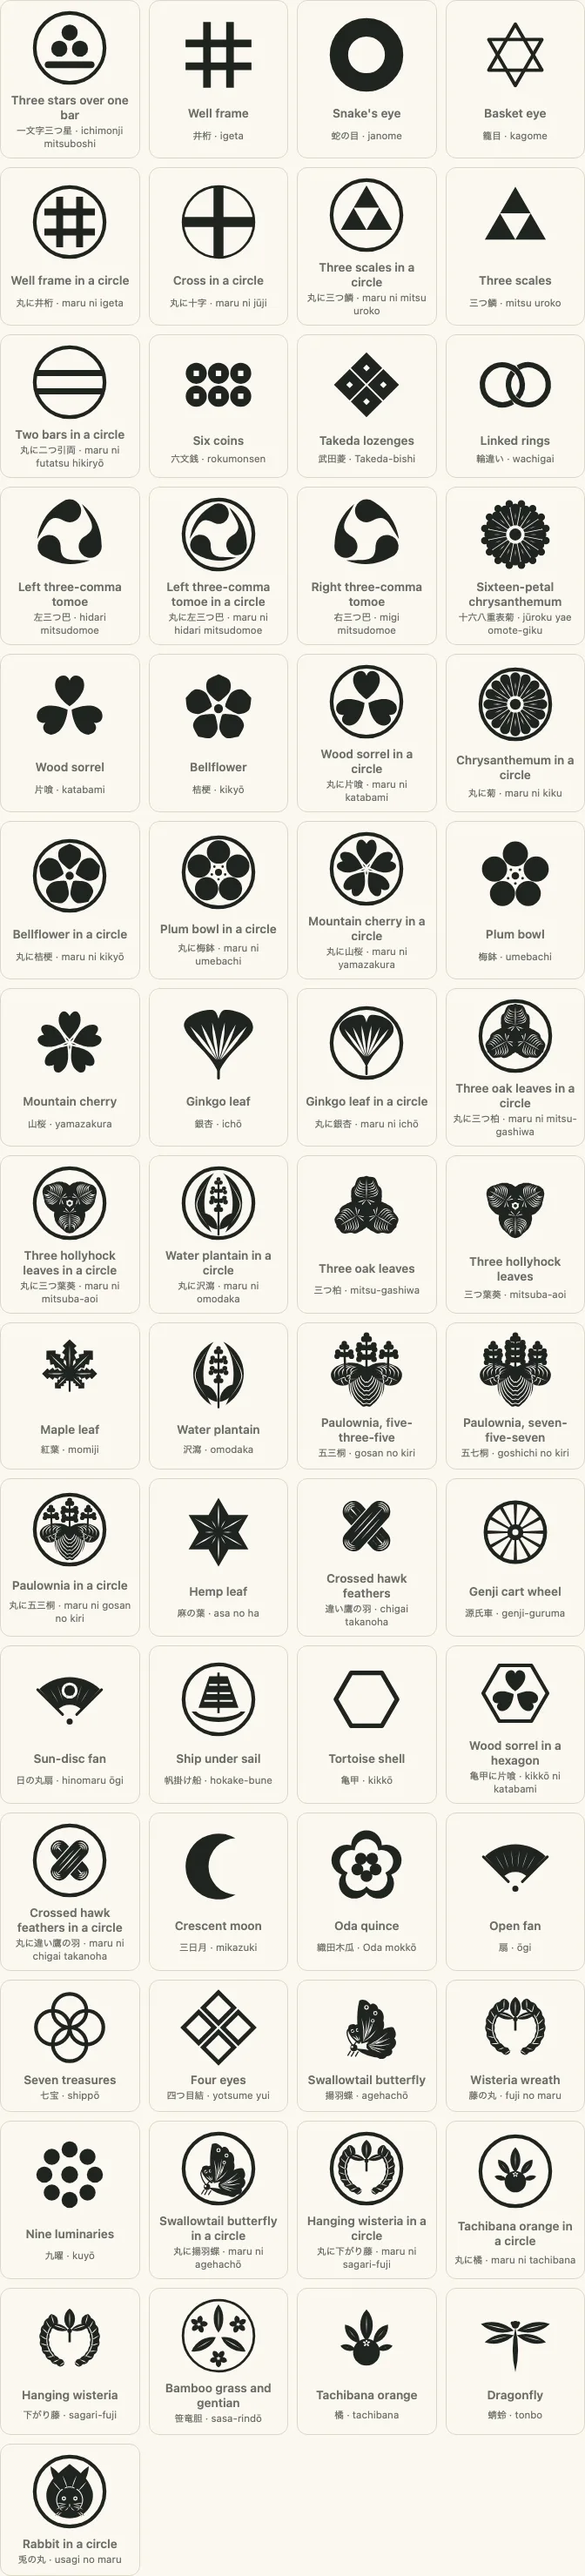 Three stars over one
bar
一文字三つ星 · ichimonji
mitsuboshi
Well frame
井桁 · igeta
Snake's eye
蛇の目 · janome
Basket eye
籠目 · kagome
Well frame in a circle
丸に井桁 · maru ni igeta
Cross in a circle
丸に十字 · maru ni jūji
Three scales in a
circle
丸に三つ鱗 · maru ni mitsu
uroko
Three scales
三つ鱗 · mitsu uroko
Two bars in a circle
丸に二つ引両 · maru ni
futatsu hikiryō
Six coins
六文銭 · rokumonsen
Takeda lozenges
武田菱 · Takeda-bishi
Linked rings
輪違い · wachigai
Left three-comma
tomoe
左三つ巴 · hidari
mitsudomoe
Left three-comma
tomoe in a circle
丸に左三つ巴 · maru ni
hidari mitsudomoe
Right three-comma
tomoe
右三つ巴 · migi
mitsudomoe
Sixteen-petal
chrysanthemum
十六八重表菊 · jūroku yae
omote-giku
Wood sorrel
片喰 · katabami
Bellflower
桔梗 · kikyō
Wood sorrel in a
circle
丸に片喰 · maru ni
katabami
Chrysanthemum in a
circle
丸に菊 · maru ni kiku
Bellflower in a circle
丸に桔梗 · maru ni kikyō
Plum bowl in a circle
丸に梅鉢 · maru ni
umebachi
Mountain cherry in a
circle
丸に山桜 · maru ni
yamazakura
Plum bowl
梅鉢 · umebachi
Mountain cherry
山桜 · yamazakura
Ginkgo leaf
銀杏 · ichō
Ginkgo leaf in a circle
丸に銀杏 · maru ni ichō
Three oak leaves in a
circle
丸に三つ柏 · maru ni mitsu-
gashiwa
Three hollyhock
leaves in a circle
丸に三つ葉葵 · maru ni
mitsuba-aoi
Water plantain in a
circle
丸に沢瀉 · maru ni
omodaka
Three oak leaves
三つ柏 · mitsu-gashiwa
Three hollyhock
leaves
三つ葉葵 · mitsuba-aoi
Maple leaf
紅葉 · momiji
Water plantain
沢瀉 · omodaka
Paulownia, five-
three-five
五三桐 · gosan no kiri
Paulownia, seven-
five-seven
五七桐 · goshichi no kiri
Paulownia in a circle
丸に五三桐 · maru ni gosan
no kiri
Hemp leaf
麻の葉 · asa no ha
Crossed hawk
feathers
違い鷹の羽 · chigai
takanoha
Genji cart wheel
源氏車 · genji-guruma
Sun-disc fan
日の丸扇 · hinomaru ōgi
Ship under sail
帆掛け船 · hokake-bune
Tortoise shell
亀甲 · kikkō
Wood sorrel in a
hexagon
亀甲に片喰 · kikkō ni
katabami
Crossed hawk
feathers in a circle
丸に違い鷹の羽 · maru ni
chigai takanoha
Crescent moon
三日月 · mikazuki
Oda quince
織田木瓜 · Oda mokkō
Open fan
扇 · ōgi
Seven treasures
七宝 · shippō
Four eyes
四つ目結 · yotsume yui
Swallowtail butterfly
揚羽蝶 · agehachō
Wisteria wreath
藤の丸 · fuji no maru
Nine luminaries
九曜 · kuyō
Swallowtail butterfly
in a circle
丸に揚羽蝶 · maru ni
agehachō
Hanging wisteria in a
circle
丸に下がり藤 · maru ni
sagari-fuji
Tachibana orange in
a circle
丸に橘 · maru ni tachibana
Hanging wisteria
下がり藤 · sagari-fuji
Bamboo grass and
gentian
笹竜胆 · sasa-rindō
Tachibana orange
橘 · tachibana
Dragonfly
蜻蛉 · tonbo
Rabbit in a circle
兎の丸 · usagi no maru